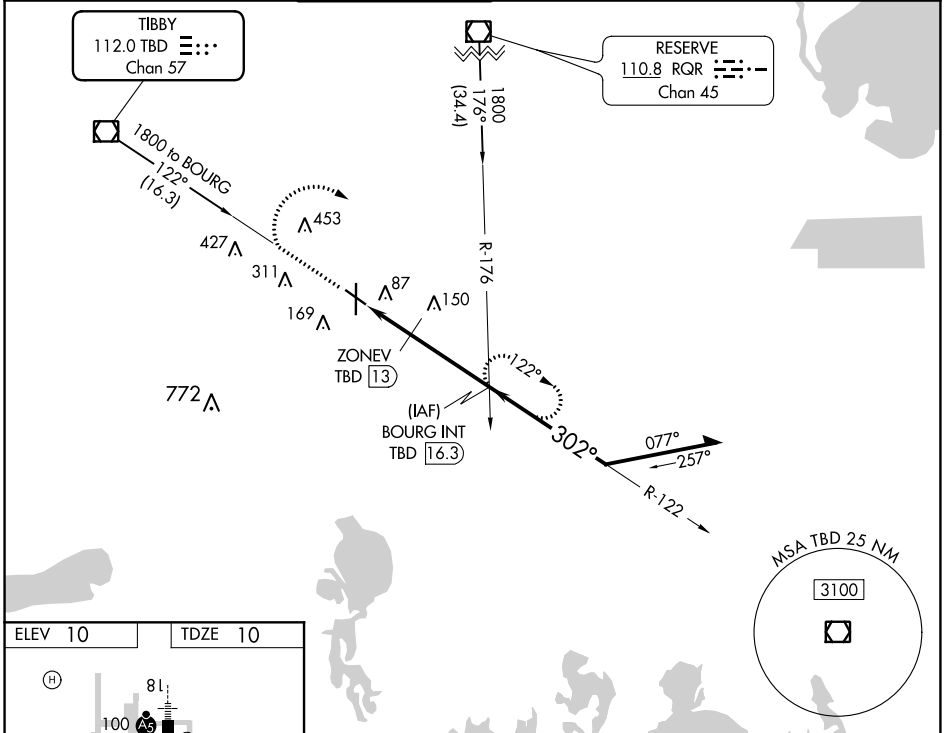 TIBBY
112.0 TBD
Chan 57
RESERVE
110.8 RQR
Chan 45
1800
176°
(34.4)
1800 to BOURG
122°
(16.3)
453
427
311
R-176
87
150
169
ZONEV
TBD 13
122°
772
(IAF)
BOURG INT
TBD 16.3
302°
077°
257°
R-122
MSA TBD 25 NM
3100
ELEV 10
TDZE 10
H
18
100
A5